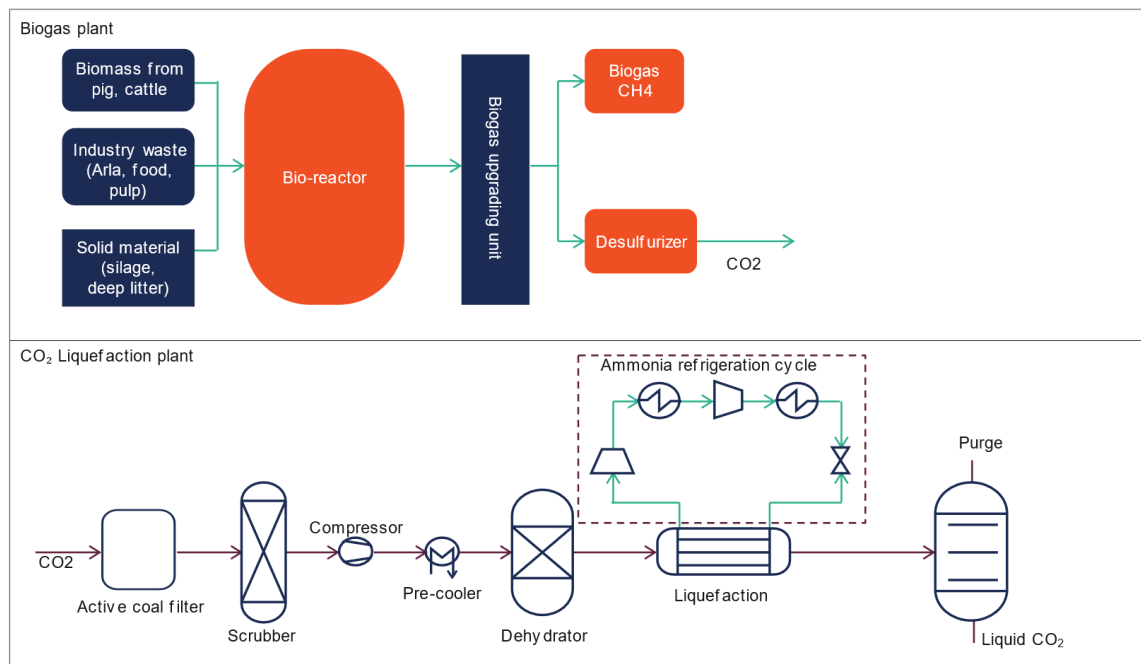 Biogas plant
Biomass from
pig, cattle
Industry waste
(Arla, food,
pulp)
Solid material
(silage,
deep litter)
Bio-reactor
Biogas upgrading unit
Biogas
CH4
Desulfurizer
CO2
CO₂ Liquefaction plant
Ammonia refrigeration cycle
CO2
Active coal filter
Scrubber
Compressor
Pre-cooler
Dehydrator
Liquefaction
Purge
Liquid CO₂